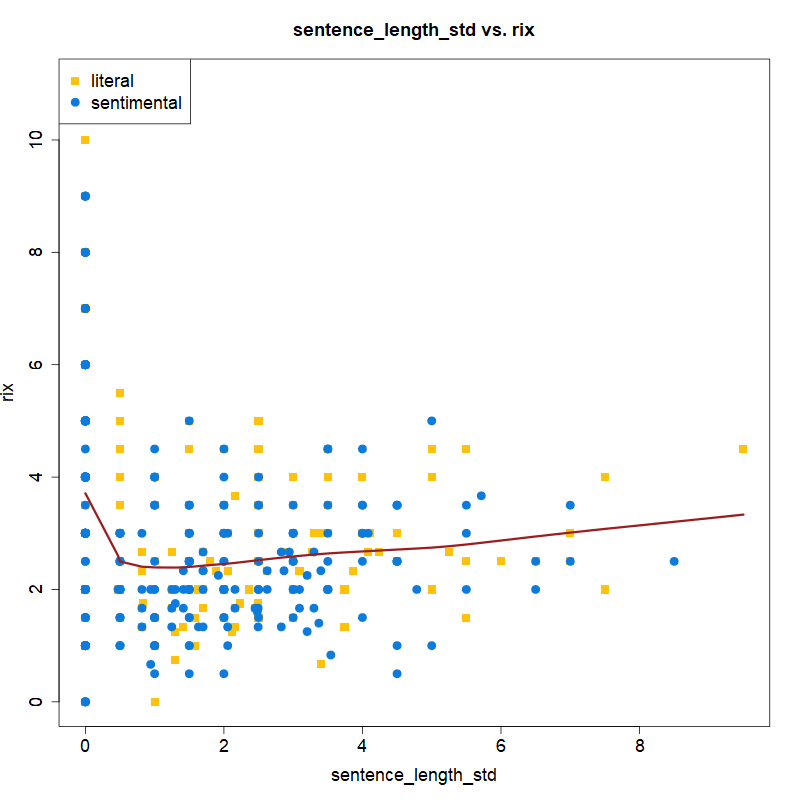 sentence_length_std vs. rix
literal
sentimental
rix
10
8
6
4
2
0
0 2 4 6 8
sentence_length_std